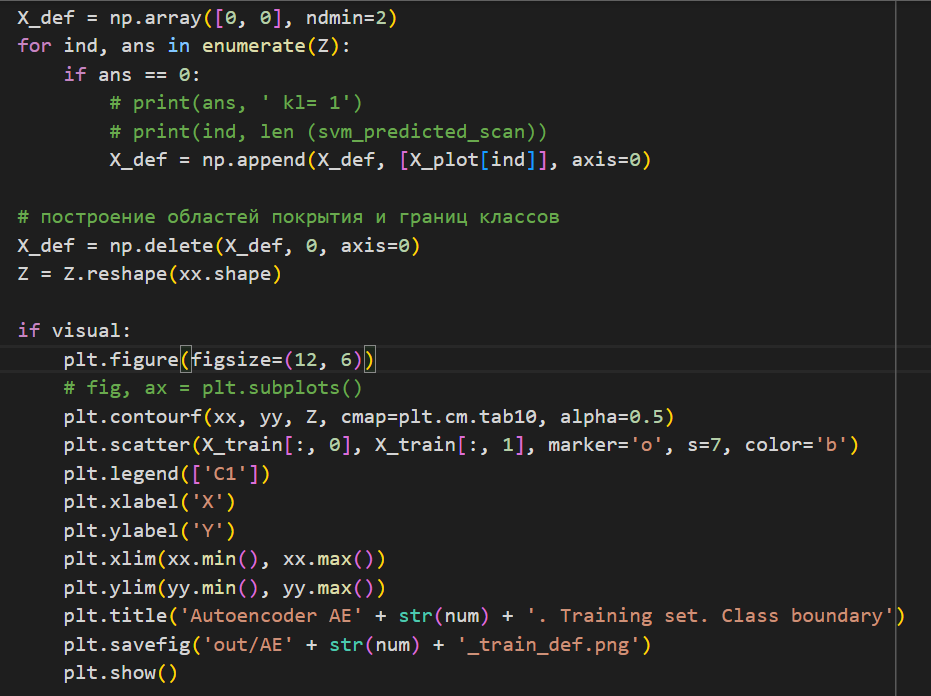 X_def = np.array([0, 0], ndmin=2)
for ind, ans in enumerate(Z):
    if ans == 0:
        # print(ans, ' kl= 1')
        # print(ind, len (svm_predicted_scan))
        X_def = np.append(X_def, [X_plot[ind]], axis=0)

# построение областей покрытия и границ классов
X_def = np.delete(X_def, 0, axis=0)
Z = Z.reshape(xx.shape)

if visual:
    plt.figure(figsize=(12, 6))
    # fig, ax = plt.subplots()
    plt.contourf(xx, yy, Z, cmap=plt.cm.tab10, alpha=0.5)
    plt.scatter(X_train[:, 0], X_train[:, 1], marker='o', s=7, color='b')
    plt.legend(['C1'])
    plt.xlabel('X')
    plt.ylabel('Y')
    plt.xlim(xx.min(), xx.max())
    plt.ylim(yy.min(), yy.max())
    plt.title('Autoencoder AE' + str(num) + '. Training set. Class boundary')
    plt.savefig('out/AE' + str(num) + '_train_def.png')
    plt.show()